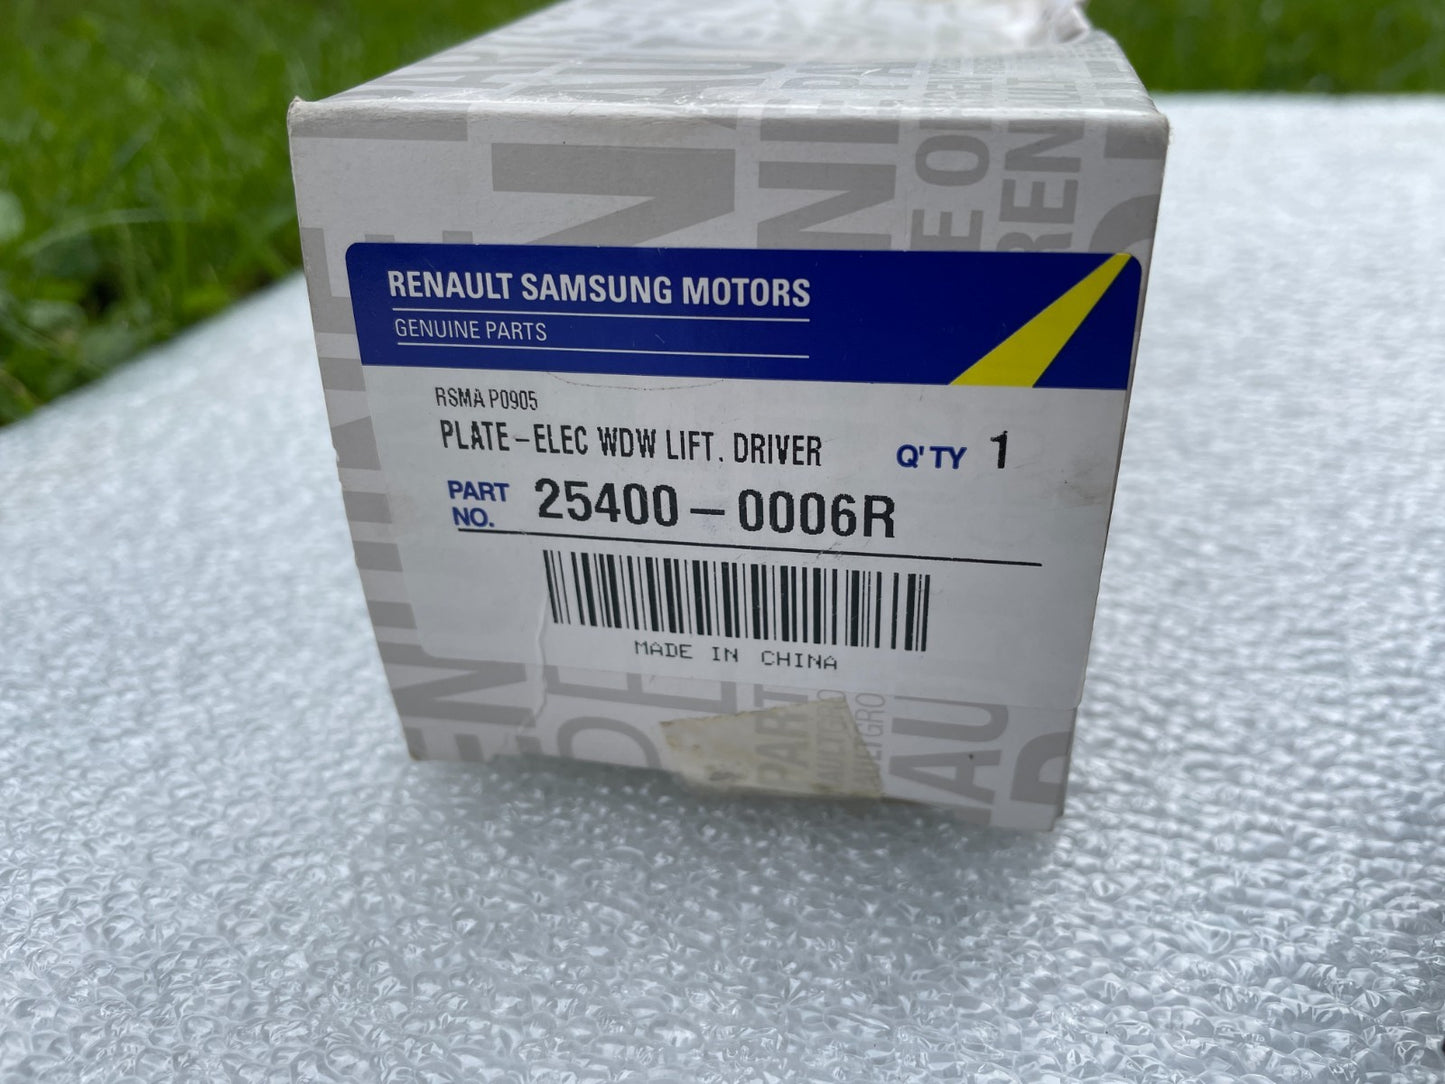 RENAULT SAMSUNG MOTORS
GENUINE PARTS
RSMA P0905
PLATE-ELEC WDW LIFT. DRIVER Q'TY 1
PART NO. 25400-0006R
MADE IN CHINA